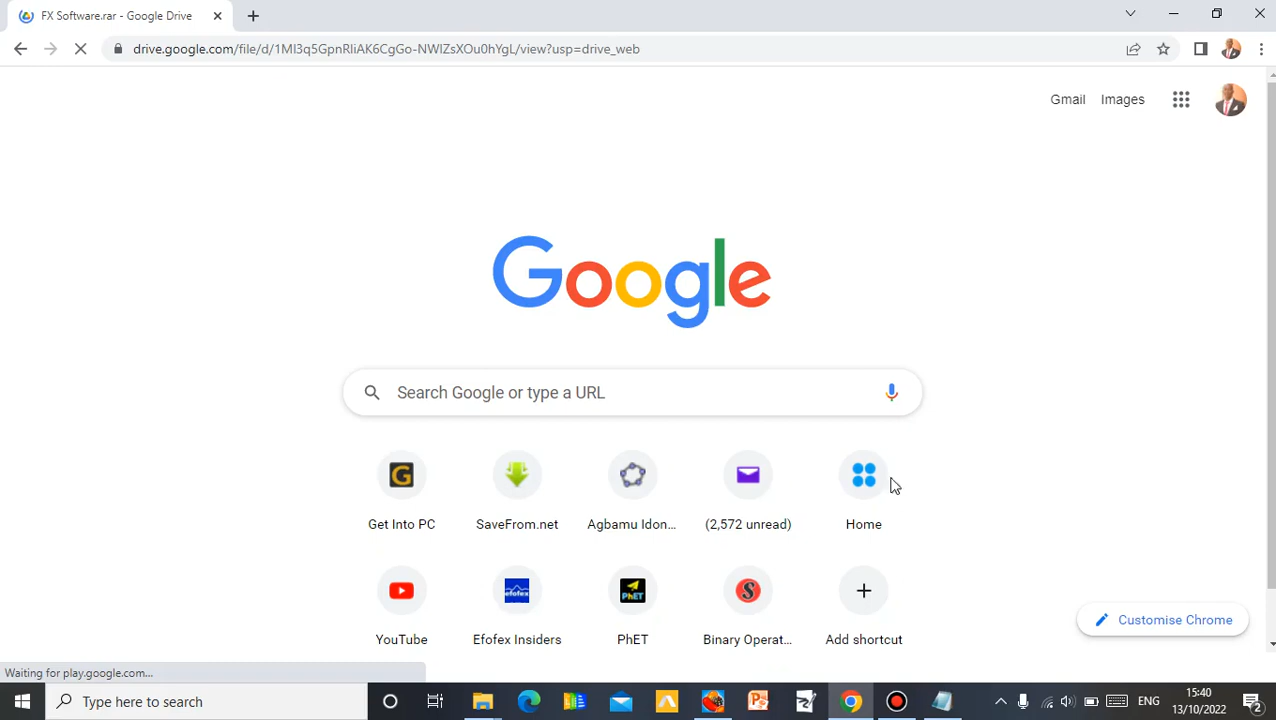 FX Software.rar - Google Drive
drive.google.com/file/d/1MI3q5GpnRliAK6CgGo-NWlZsXOu0hYgL/view?usp=drive_web
Gmail
Images
Google
Search Google or type a URL
Get Into PC
SaveFrom.net
Agbamu Idon...
(2,572 unread)
Home
YouTube
Efofex Insiders
PhET
Binary Operat...
Add shortcut
Customise Chrome
Waiting for play.google.com...
Type here to search
ENG
15:40
13/10/2022
2